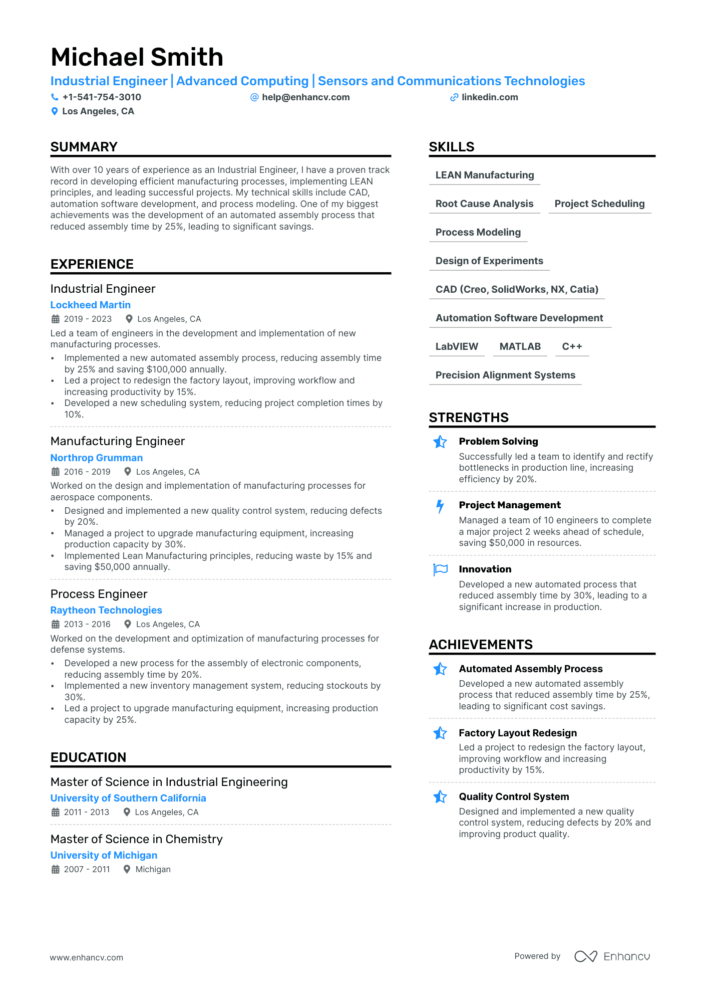 Michael Smith
Industrial Engineer | Advanced Computing | Sensors and Communications Technologies
+1-541-754-3010
help@enhancv.com
linkedin.com
Los Angeles, CA
SUMMARY
With over 10 years of experience as an Industrial Engineer, I have a proven track
record in developing efficient manufacturing processes, implementing LEAN
principles, and leading successful projects. My technical skills include CAD,
automation software development, and process modeling. One of my biggest
achievements was the development of an automated assembly process that
reduced assembly time by 25%, leading to significant savings.
EXPERIENCE
Industrial Engineer
Lockheed Martin
2019 - 2023 Los Angeles, CA
Led a team of engineers in the development and implementation of new
manufacturing processes.
• Implemented a new automated assembly process, reducing assembly time
by 25% and saving $100,000 annually.
• Led a project to redesign the factory layout, improving workflow and
increasing productivity by 15%.
• Developed a new scheduling system, reducing project completion times by
10%.
Manufacturing Engineer
Northrop Grumman
2016 - 2019 Los Angeles, CA
Worked on the design and implementation of manufacturing processes for
aerospace components.
• Designed and implemented a new quality control system, reducing defects
by 20%.
• Managed a project to upgrade manufacturing equipment, increasing
production capacity by 30%.
• Implemented Lean Manufacturing principles, reducing waste by 15% and
saving $50,000 annually.
Process Engineer
Raytheon Technologies
2013 - 2016 Los Angeles, CA
Worked on the development and optimization of manufacturing processes for
defense systems.
• Developed a new process for the assembly of electronic components,
reducing assembly time by 20%.
• Implemented a new inventory management system, reducing stockouts by
30%.
• Led a project to upgrade manufacturing equipment, increasing production
capacity by 25%.
EDUCATION
Master of Science in Industrial Engineering
University of Southern California
2011 - 2013 Los Angeles, CA
Master of Science in Chemistry
University of Michigan
2007 - 2011 Michigan
SKILLS
LEAN Manufacturing
Root Cause Analysis Project Scheduling
Process Modeling
Design of Experiments
CAD (Creo, SolidWorks, NX, Catia)
Automation Software Development
LabVIEW MATLAB C++
Precision Alignment Systems
STRENGTHS
Problem Solving
Successfully led a team to identify and rectify
bottlenecks in production line, increasing
efficiency by 20%.
Project Management
Managed a team of 10 engineers to complete
a major project 2 weeks ahead of schedule,
saving $50,000 in resources.
Innovation
Developed a new automated process that
reduced assembly time by 30%, leading to a
significant increase in production.
ACHIEVEMENTS
Automated Assembly Process
Developed a new automated assembly
process that reduced assembly time by 25%,
leading to significant cost savings.
Factory Layout Redesign
Led a project to redesign the factory layout,
improving workflow and increasing
productivity by 15%.
Quality Control System
Designed and implemented a new quality
control system, reducing defects by 20% and
improving product quality.
www.enhancv.com
Powered by Enhancv